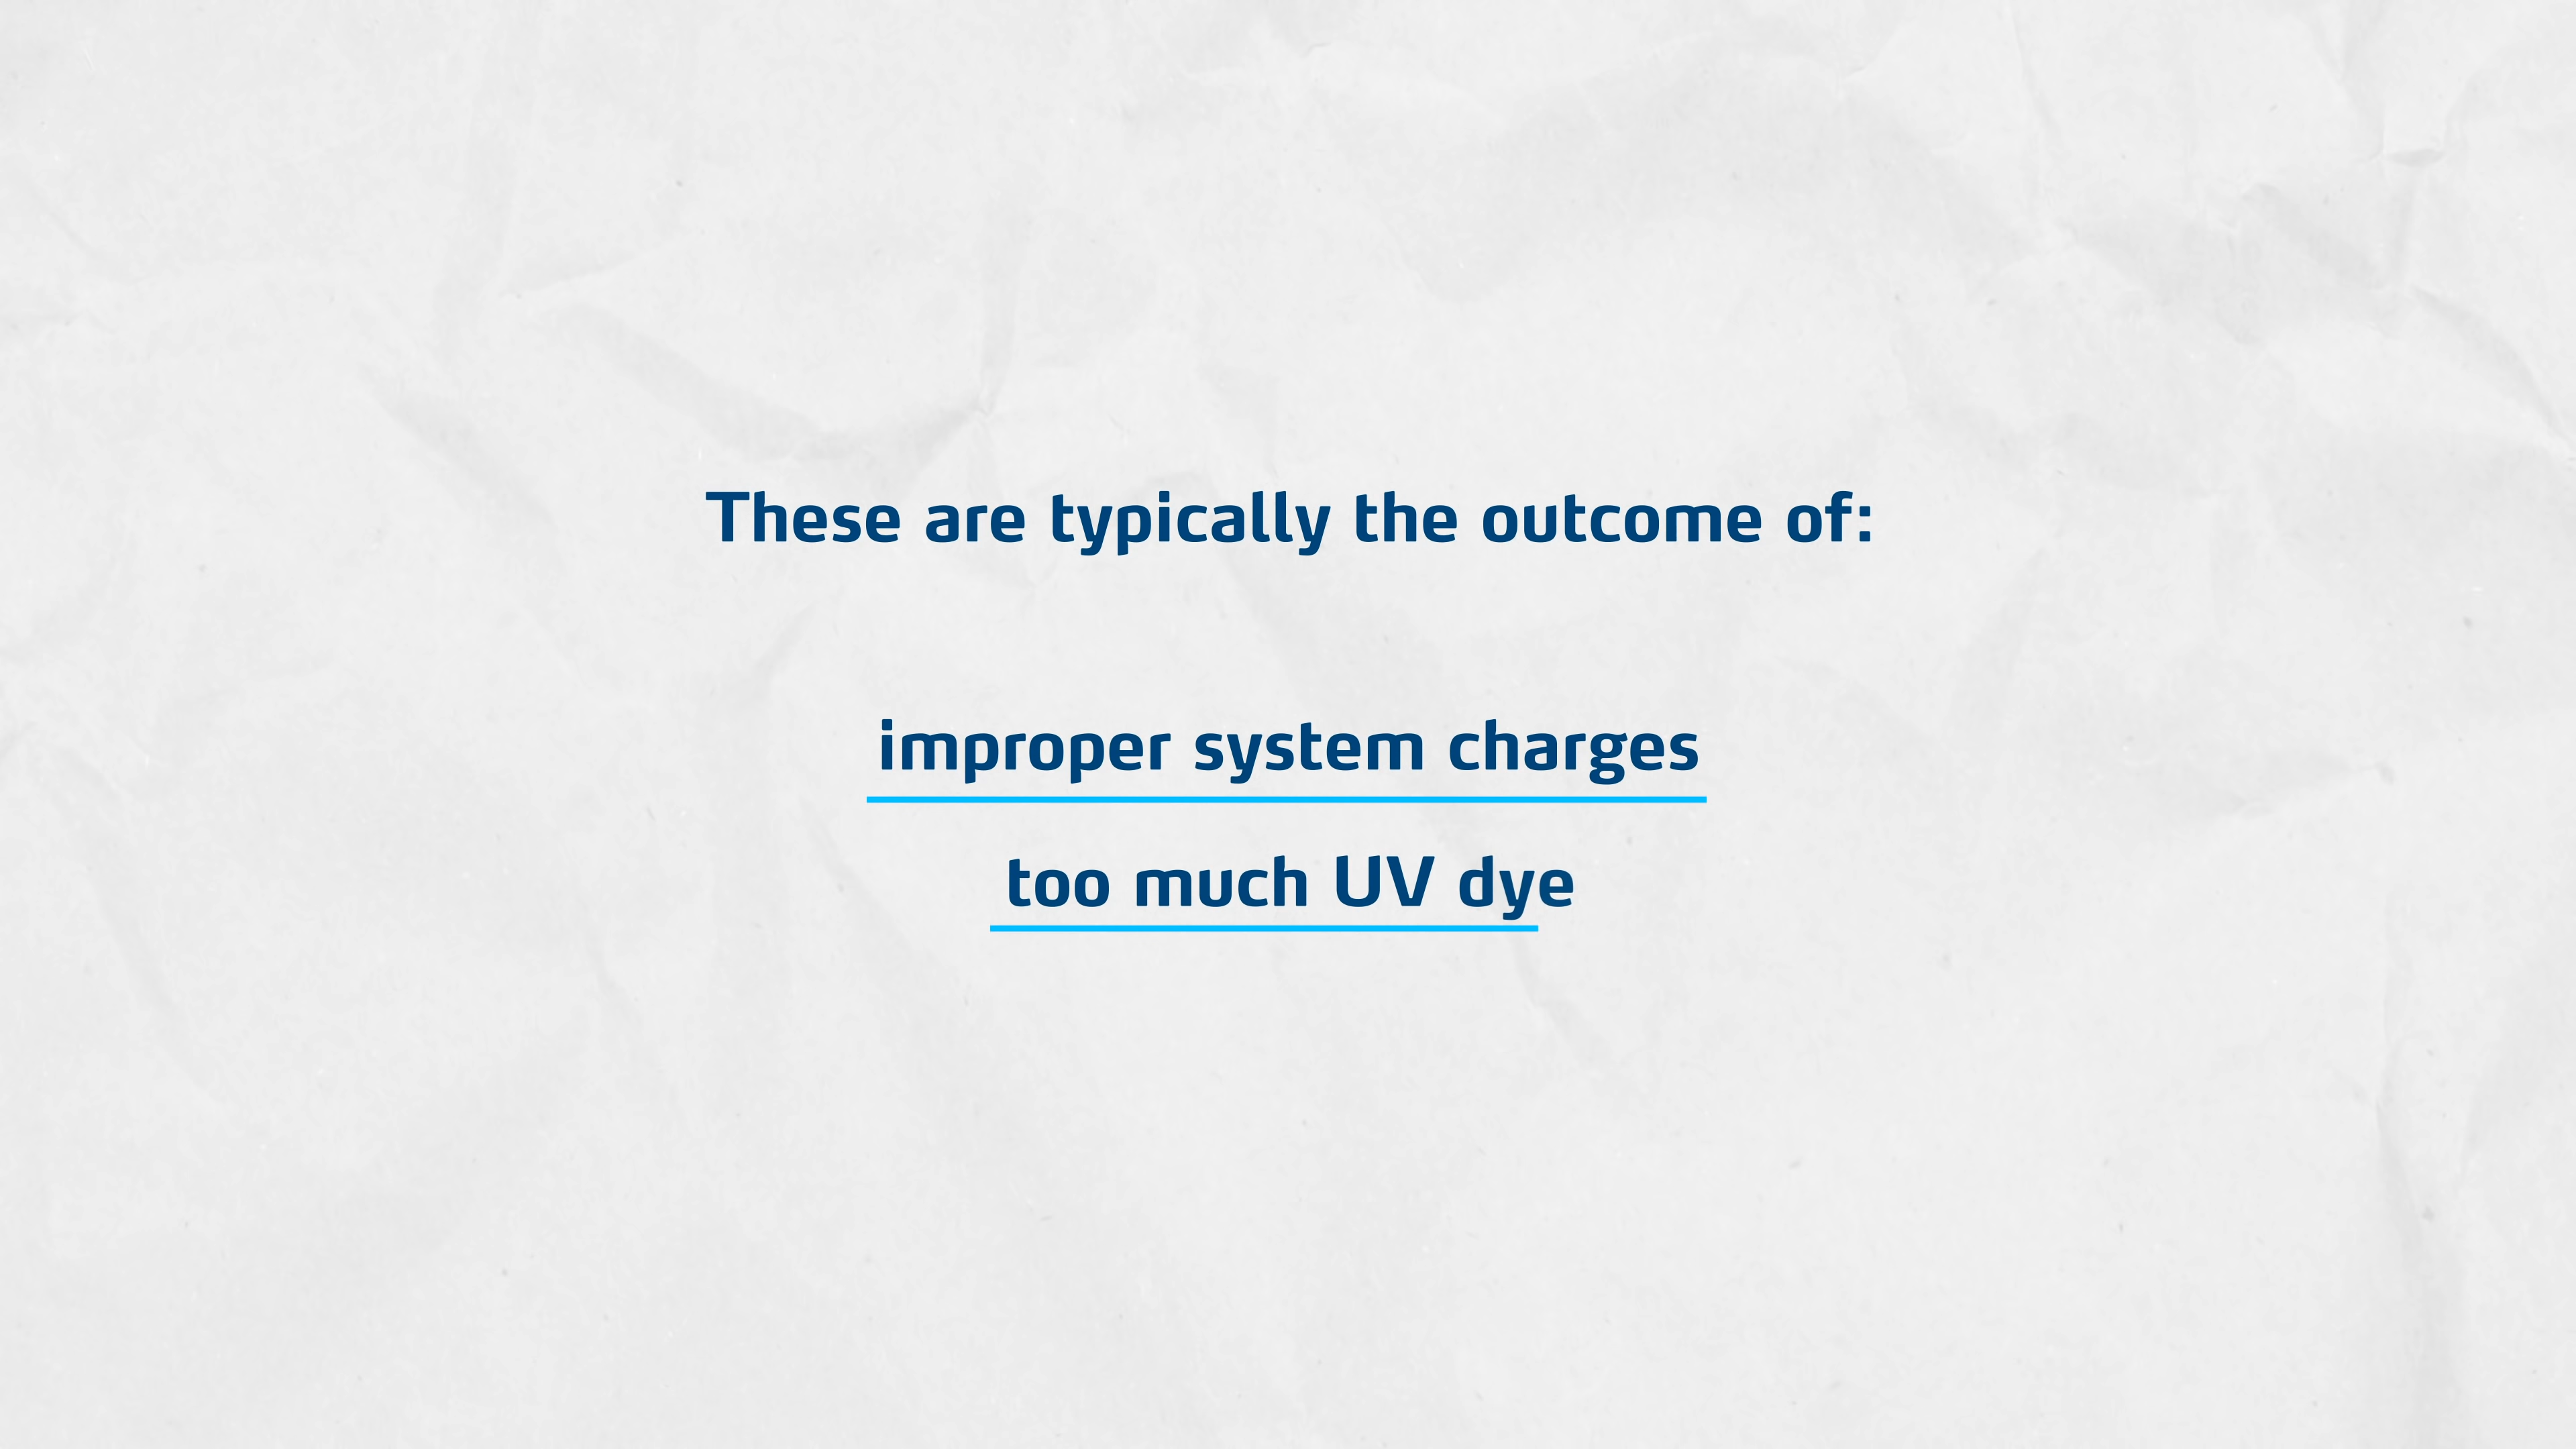 These are typically the outcome of:
improper system charges
too much UV dye